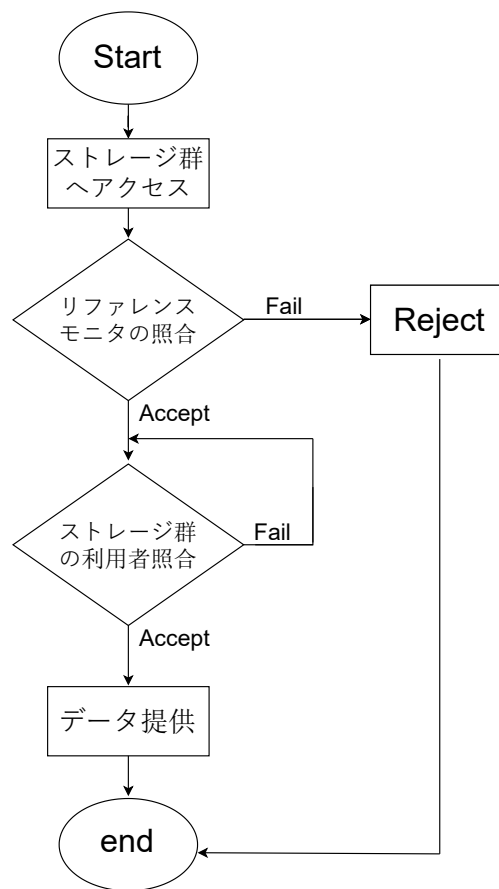 Start
ストレージ群
へアクセス
リファレンス
モニタの照合
Fail
Reject
Accept
ストレージ群
の利用者照合
Fail
Accept
データ提供
end